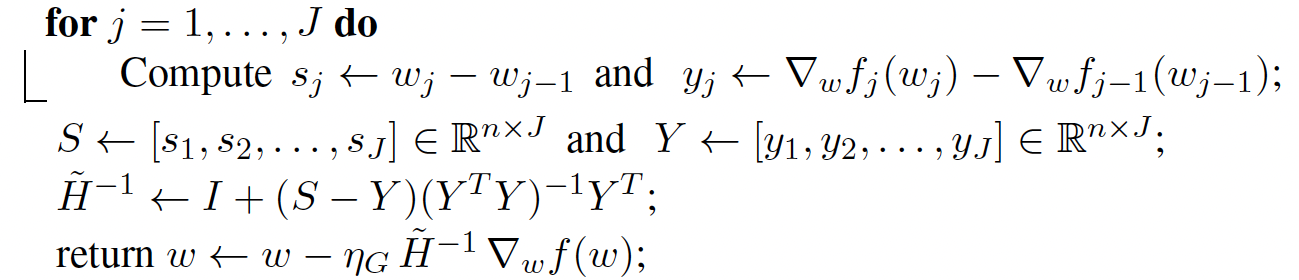 for j = 1, . . . , J do
Compute s_j ← w_j − w_{j−1} and y_j ← ∇_w f_j(w_j) − ∇_w f_{j−1}(w_{j−1});
S ← [s_1, s_2, . . . , s_J] ∈ ℝ^{n×J} and Y ← [y_1, y_2, . . . , y_J] ∈ ℝ^{n×J};
H̃^{−1} ← I + (S − Y)(Y^T Y)^{−1}Y^T;
return w ← w − η_G H̃^{−1} ∇_w f(w);